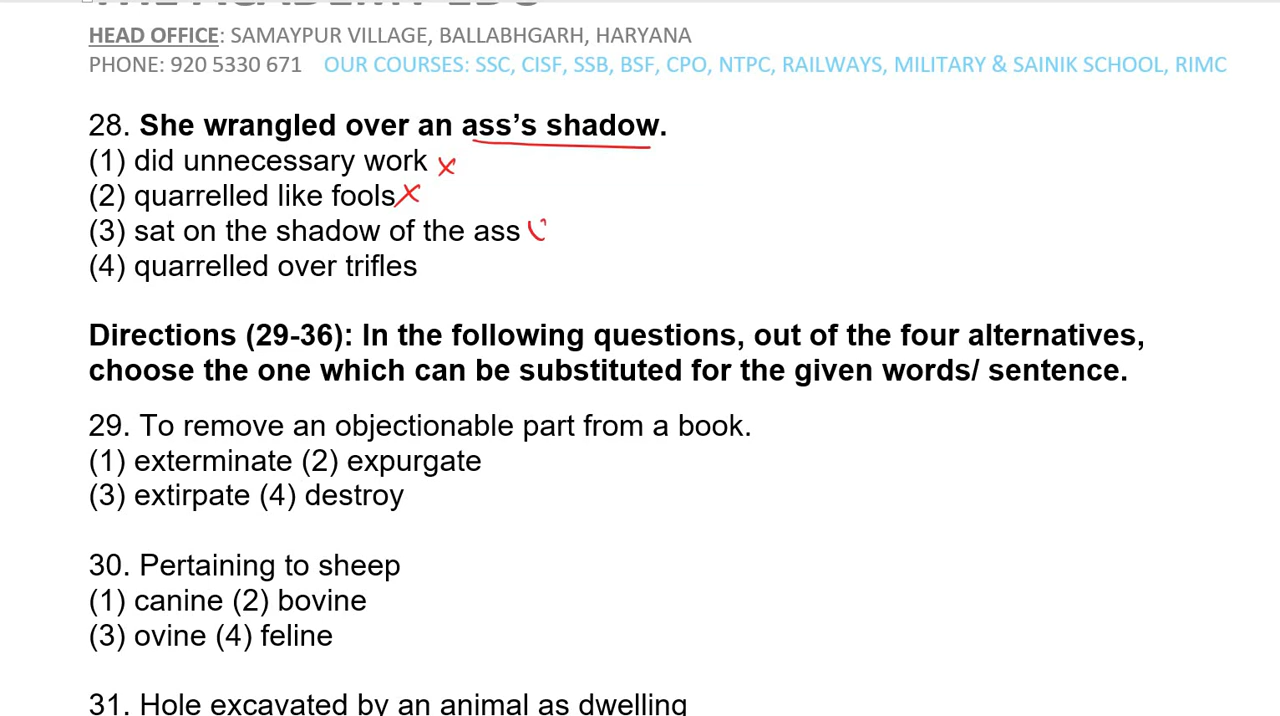 HEAD OFFICE: SAMAYPUR VILLAGE, BALLABHGARH, HARYANA
PHONE: 920 5330 671 OUR COURSES: SSC, CISF, SSB, BSF, CPO, NTPC, RAILWAYS, MILITARY & SAINIK SCHOOL, RIMC
28. She wrangled over an ass’s shadow.
(1) did unnecessary work
(2) quarrelled like fools
(3) sat on the shadow of the ass
(4) quarrelled over trifles
Directions (29-36): In the following questions, out of the four alternatives,
choose the one which can be substituted for the given words/ sentence.
29. To remove an objectionable part from a book.
(1) exterminate (2) expurgate
(3) extirpate (4) destroy
30. Pertaining to sheep
(1) canine (2) bovine
(3) ovine (4) feline
31. Hole excavated by an animal as dwelling